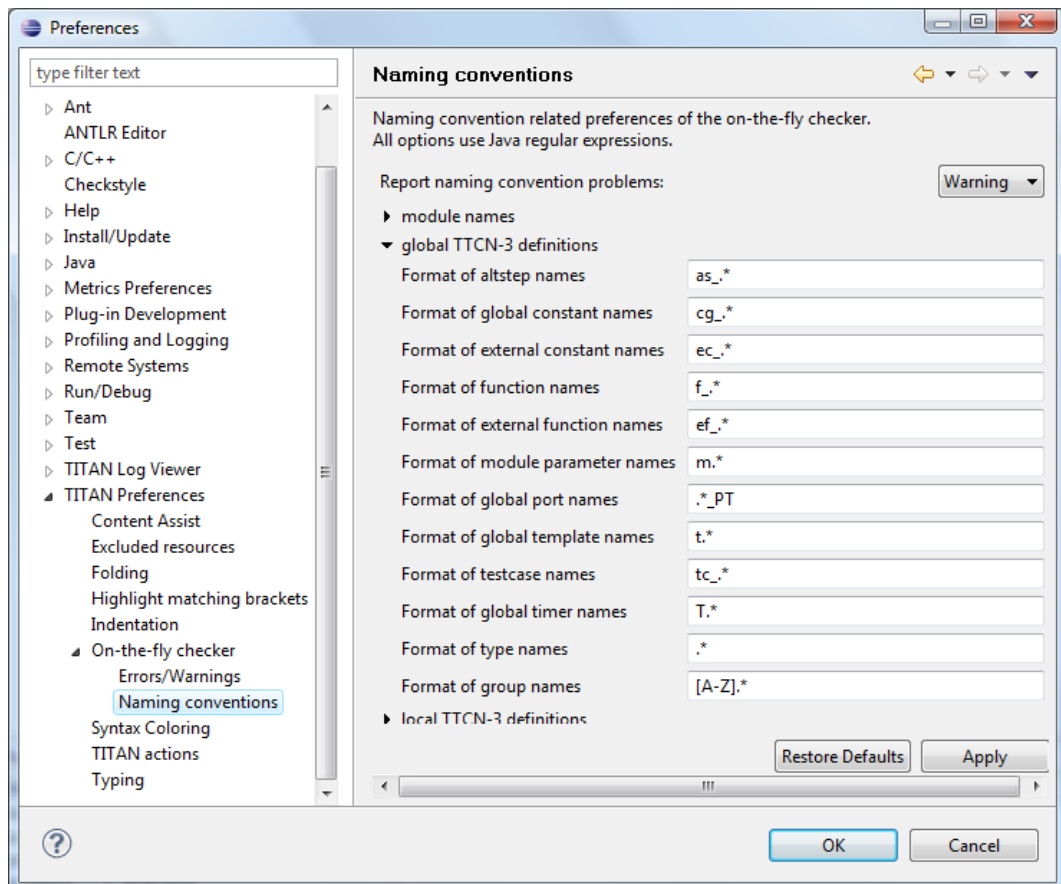 Preferences
type filter text
Ant
ANTLR Editor
C/C++
Checkstyle
Help
Install/Update
Java
Metrics Preferences
Plug-in Development
Profiling and Logging
Remote Systems
Run/Debug
Team
Test
TITAN Log Viewer
TITAN Preferences
Content Assist
Excluded resources
Folding
Highlight matching brackets
Indentation
On-the-fly checker
Errors/Warnings
Naming conventions
Syntax Coloring
TITAN actions
Typing
Naming conventions
Naming convention related preferences of the on-the-fly checker.
All options use Java regular expressions.
Report naming convention problems: Warning
module names
global TTCN-3 definitions
Format of altstep names as_.*
Format of global constant names cg_.*
Format of external constant names ec_.*
Format of function names f_.*
Format of external function names ef_.*
Format of module parameter names m.*
Format of global port names .*_PT
Format of global template names t.*
Format of testcase names tc_.*
Format of global timer names T.*
Format of type names .*
Format of group names [A-Z].*
local TTCN-3 definitions
Restore Defaults Apply
OK Cancel